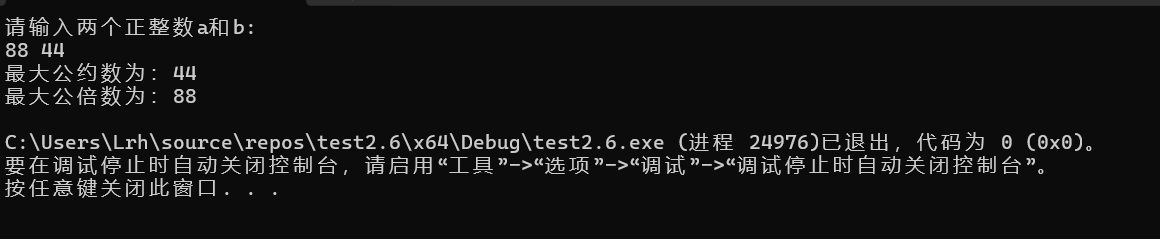 请输入两个正整数a和b:
88 44
最大公约数为：44
最大公倍数为：88
C:\Users\Lrh\source\repos\test2.6\x64\Debug\test2.6.exe (进程 24976)已退出，代码为 0 (0x0)。
要在调试停止时自动关闭控制台，请启用“工具”->“选项”->“调试”->“调试停止时自动关闭控制台”。
按任意键关闭此窗口. . .